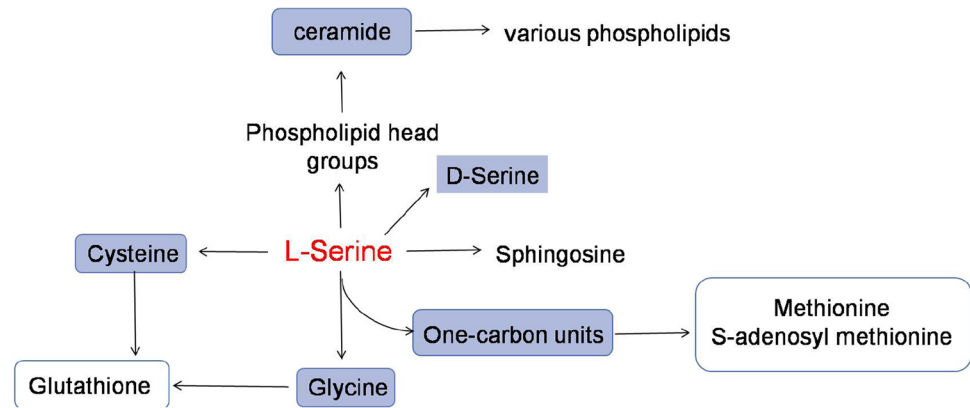 ceramide
various phospholipids
Phospholipid head
groups
D-Serine
Cysteine
L-Serine
Sphingosine
One-carbon units
Methionine
S-adenosyl methionine
Glutathione
Glycine